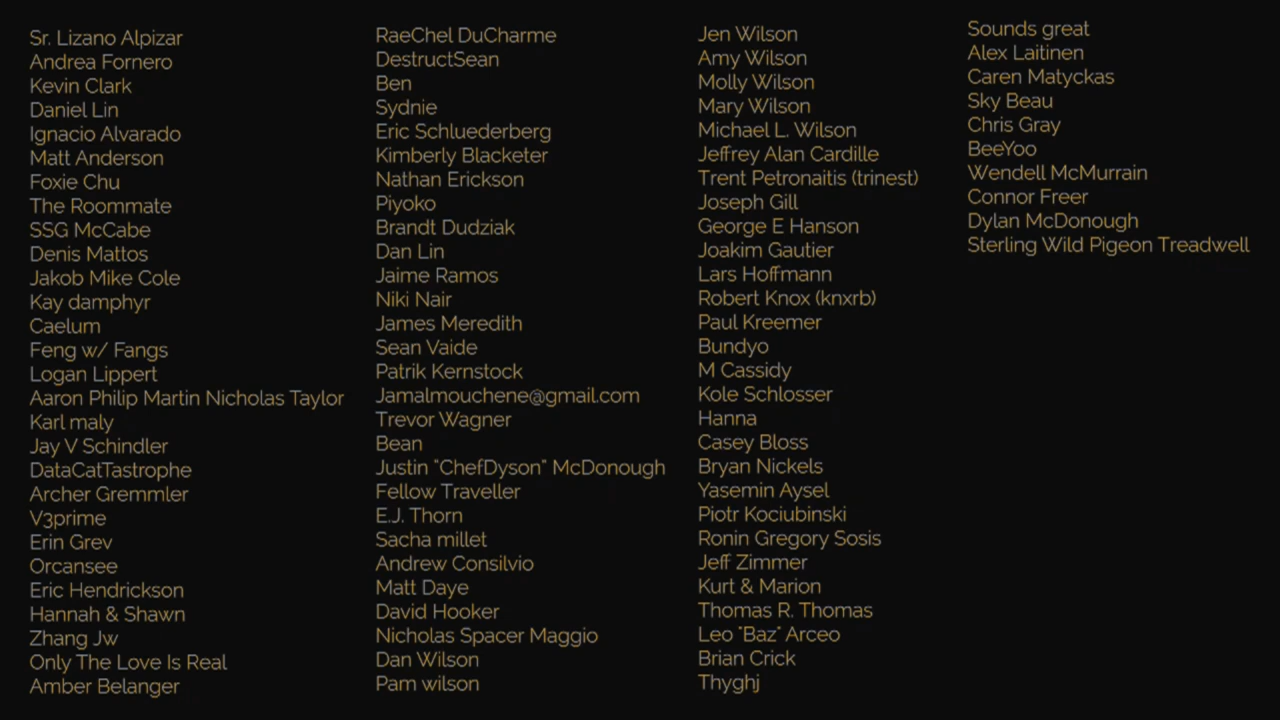 Sr. Lizano Alpizar
Andrea Fornero
Kevin Clark
Daniel Lin
Ignacio Alvarado
Matt Anderson
Foxie Chu
The Roommate
SSG McCabe
Denis Mattos
Jakob Mike Cole
Kay damphyr
Caelum
Feng w/ Fangs
Logan Lippert
Aaron Philip Martin Nicholas Taylor
Karl maly
Jay V Schindler
DataCatTastrophe
Archer Gremmler
V3prime
Erin Grev
Orcansee
Eric Hendrickson
Hannah & Shawn
Zhang Jw
Only The Love Is Real
Amber Belanger
RaeChel DuCharme
DestructSean
Ben
Sydnie
Eric Schluederberg
Kimberly Blacketer
Nathan Erickson
Piyoko
Brandt Dudziak
Dan Lin
Jaime Ramos
Niki Nair
James Meredith
Sean Vaide
Patrik Kernstock
Jamalmouchene@gmail.com
Trevor Wagner
Bean
Justin "ChefDyson" McDonough
Fellow Traveller
E.J. Thorn
Sacha millet
Andrew Consilvio
Matt Daye
David Hooker
Nicholas Spacer Maggio
Dan Wilson
Pam wilson
Jen Wilson
Amy Wilson
Molly Wilson
Mary Wilson
Michael L. Wilson
Jeffrey Alan Cardille
Trent Petronaitis (trinest)
Joseph Gill
George E Hanson
Joakim Gautier
Lars Hoffmann
Robert Knox (knxrb)
Paul Kreemer
Bundyo
M Cassidy
Kole Schlosser
Hanna
Casey Bloss
Bryan Nickels
Yasemin Aysel
Piotr Kociubinski
Ronin Gregory Sosis
Jeff Zimmer
Kurt & Marion
Thomas R. Thomas
Leo "Baz" Arceo
Brian Crick
Thyghj
Sounds great
Alex Laitinen
Caren Matyckas
Sky Beau
Chris Gray
BeeYoo
Wendell McMurrain
Connor Freer
Dylan McDonough
Sterling Wild Pigeon Treadwell